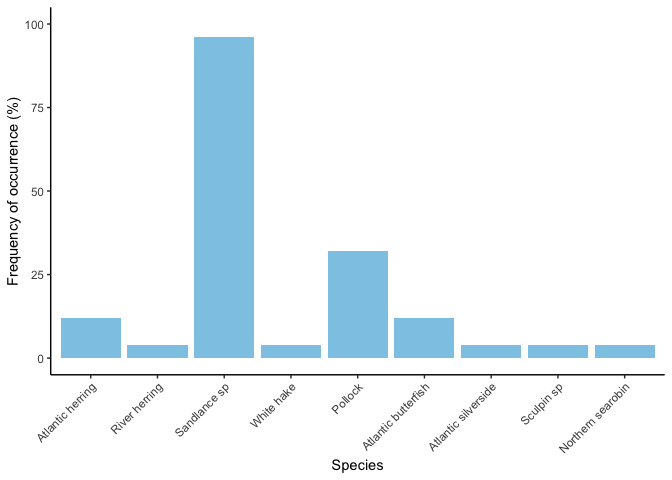 100
75
50
25
0
Frequency of occurrence (%)
Atlantic herring
River herring
Sandlance sp
White hake
Pollock
Atlantic butterfish
Atlantic silverside
Sculpin sp
Northern searobin
Species